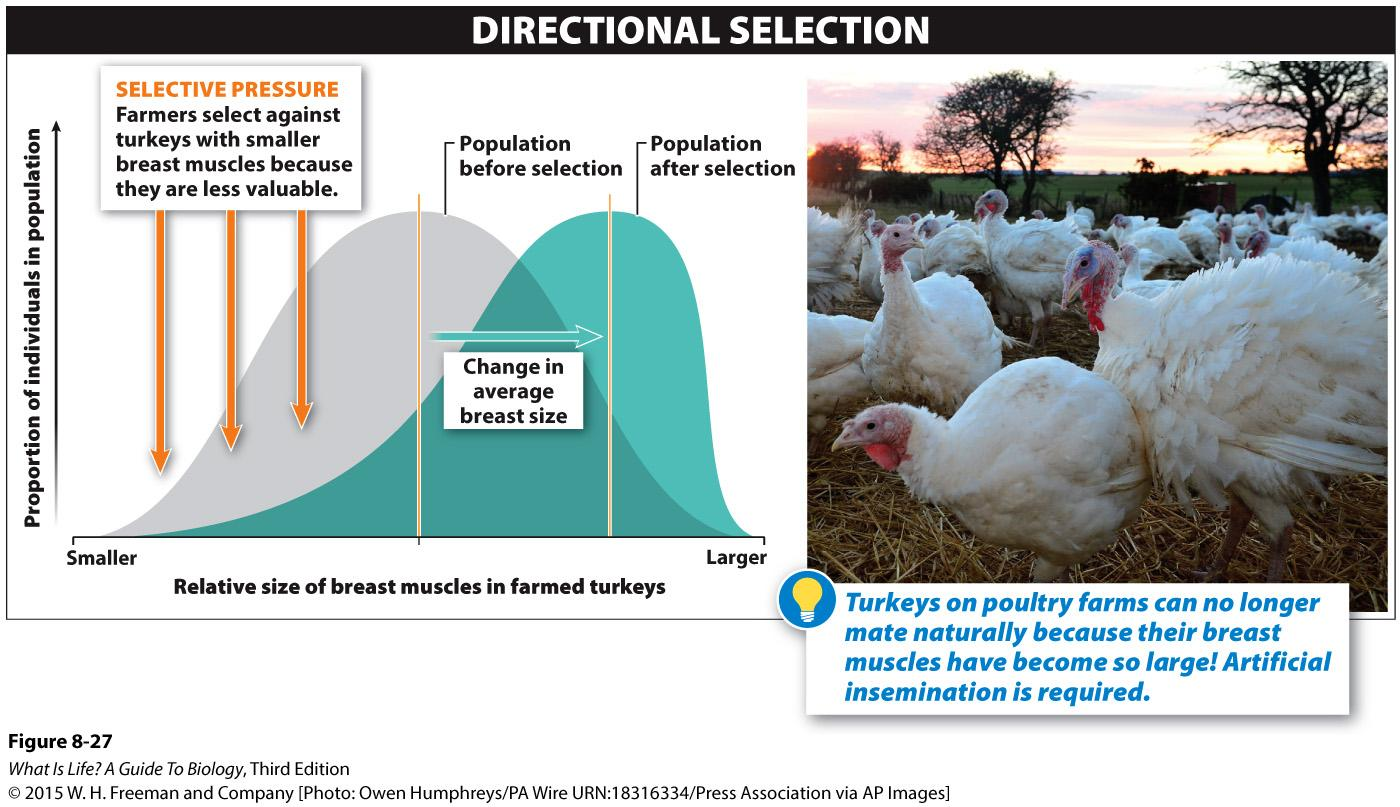 DIRECTIONAL SELECTION
SELECTIVE PRESSURE
Farmers select against
turkeys with smaller
breast muscles because
they are less valuable.
Proportion of individuals in population
Population
before selection
Population
after selection
Change in
average
breast size
Smaller
Larger
Relative size of breast muscles in farmed turkeys
Turkeys on poultry farms can no longer
mate naturally because their breast
muscles have become so large! Artificial
insemination is required.
Figure 8-27
What Is Life? A Guide To Biology, Third Edition
© 2015 W. H. Freeman and Company [Photo: Owen Humphreys/PA Wire URN:18316334/Press Association via AP Images]